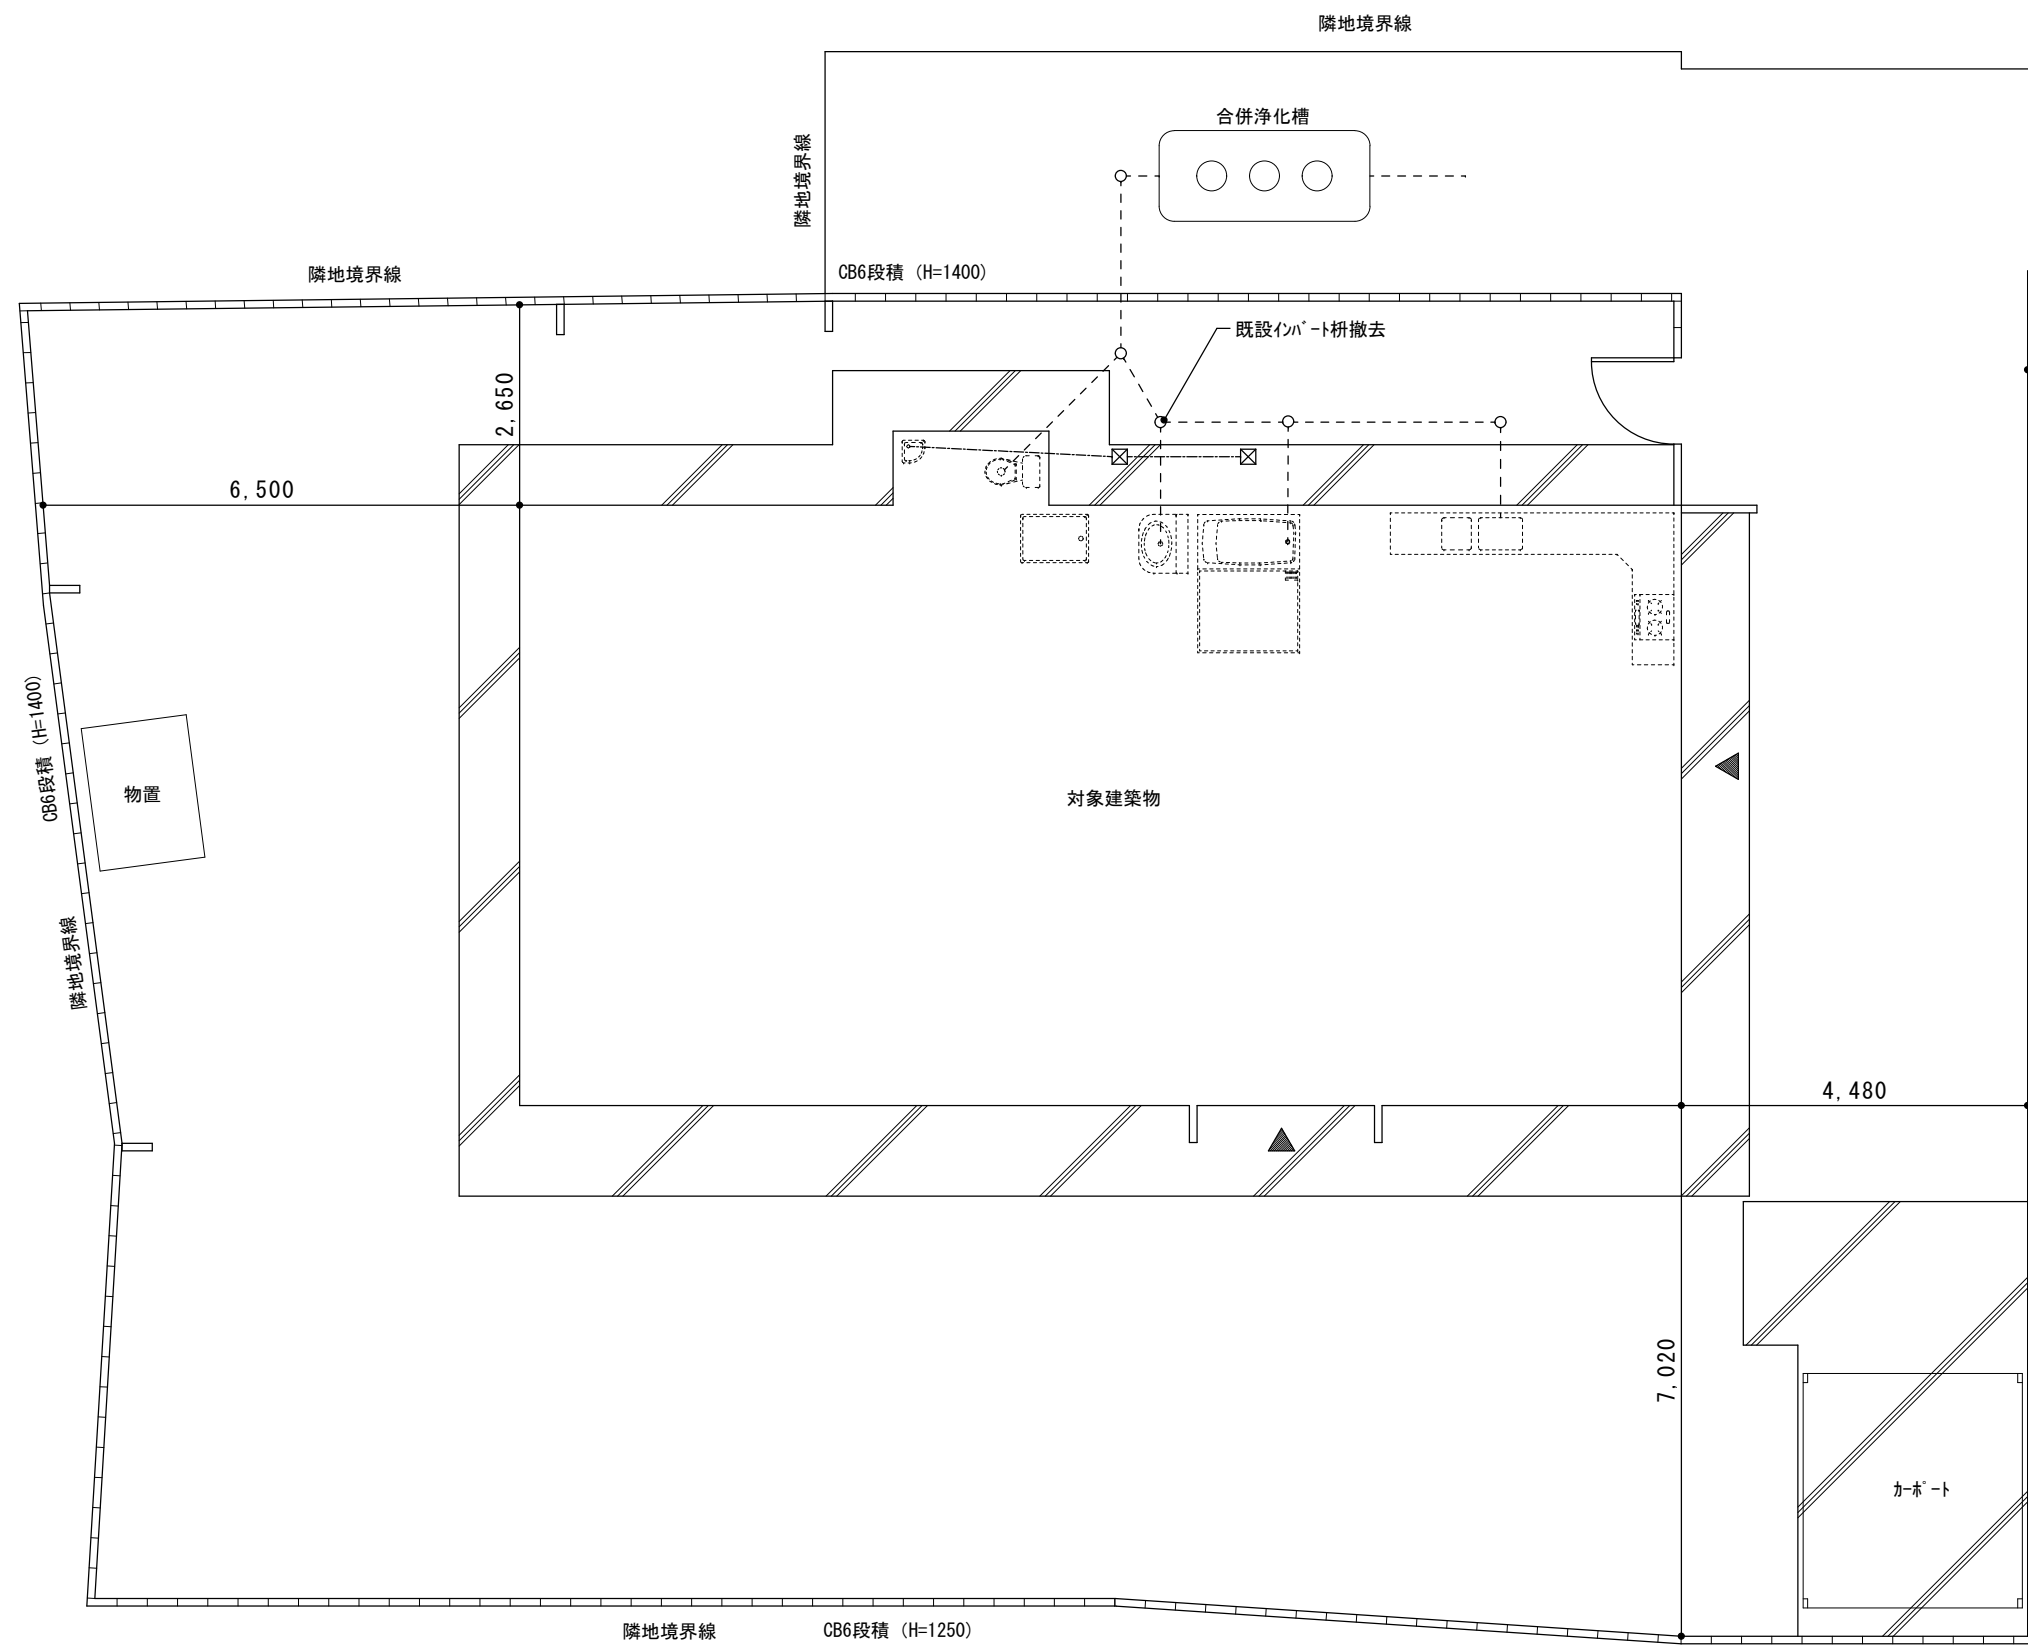 隣地境界線
合併浄化槽
隣地境界線
隣地境界線
CB6段積 (H=1400)
既設ｲﾝﾊﾞｰﾄ枡撤去
2,650
6,500
CB6段積 (H=1400)
物置
対象建築物
隣地境界線
4,480
7,020
ｶｰﾎﾟｰﾄ
隣地境界線
CB6段積 (H=1250)